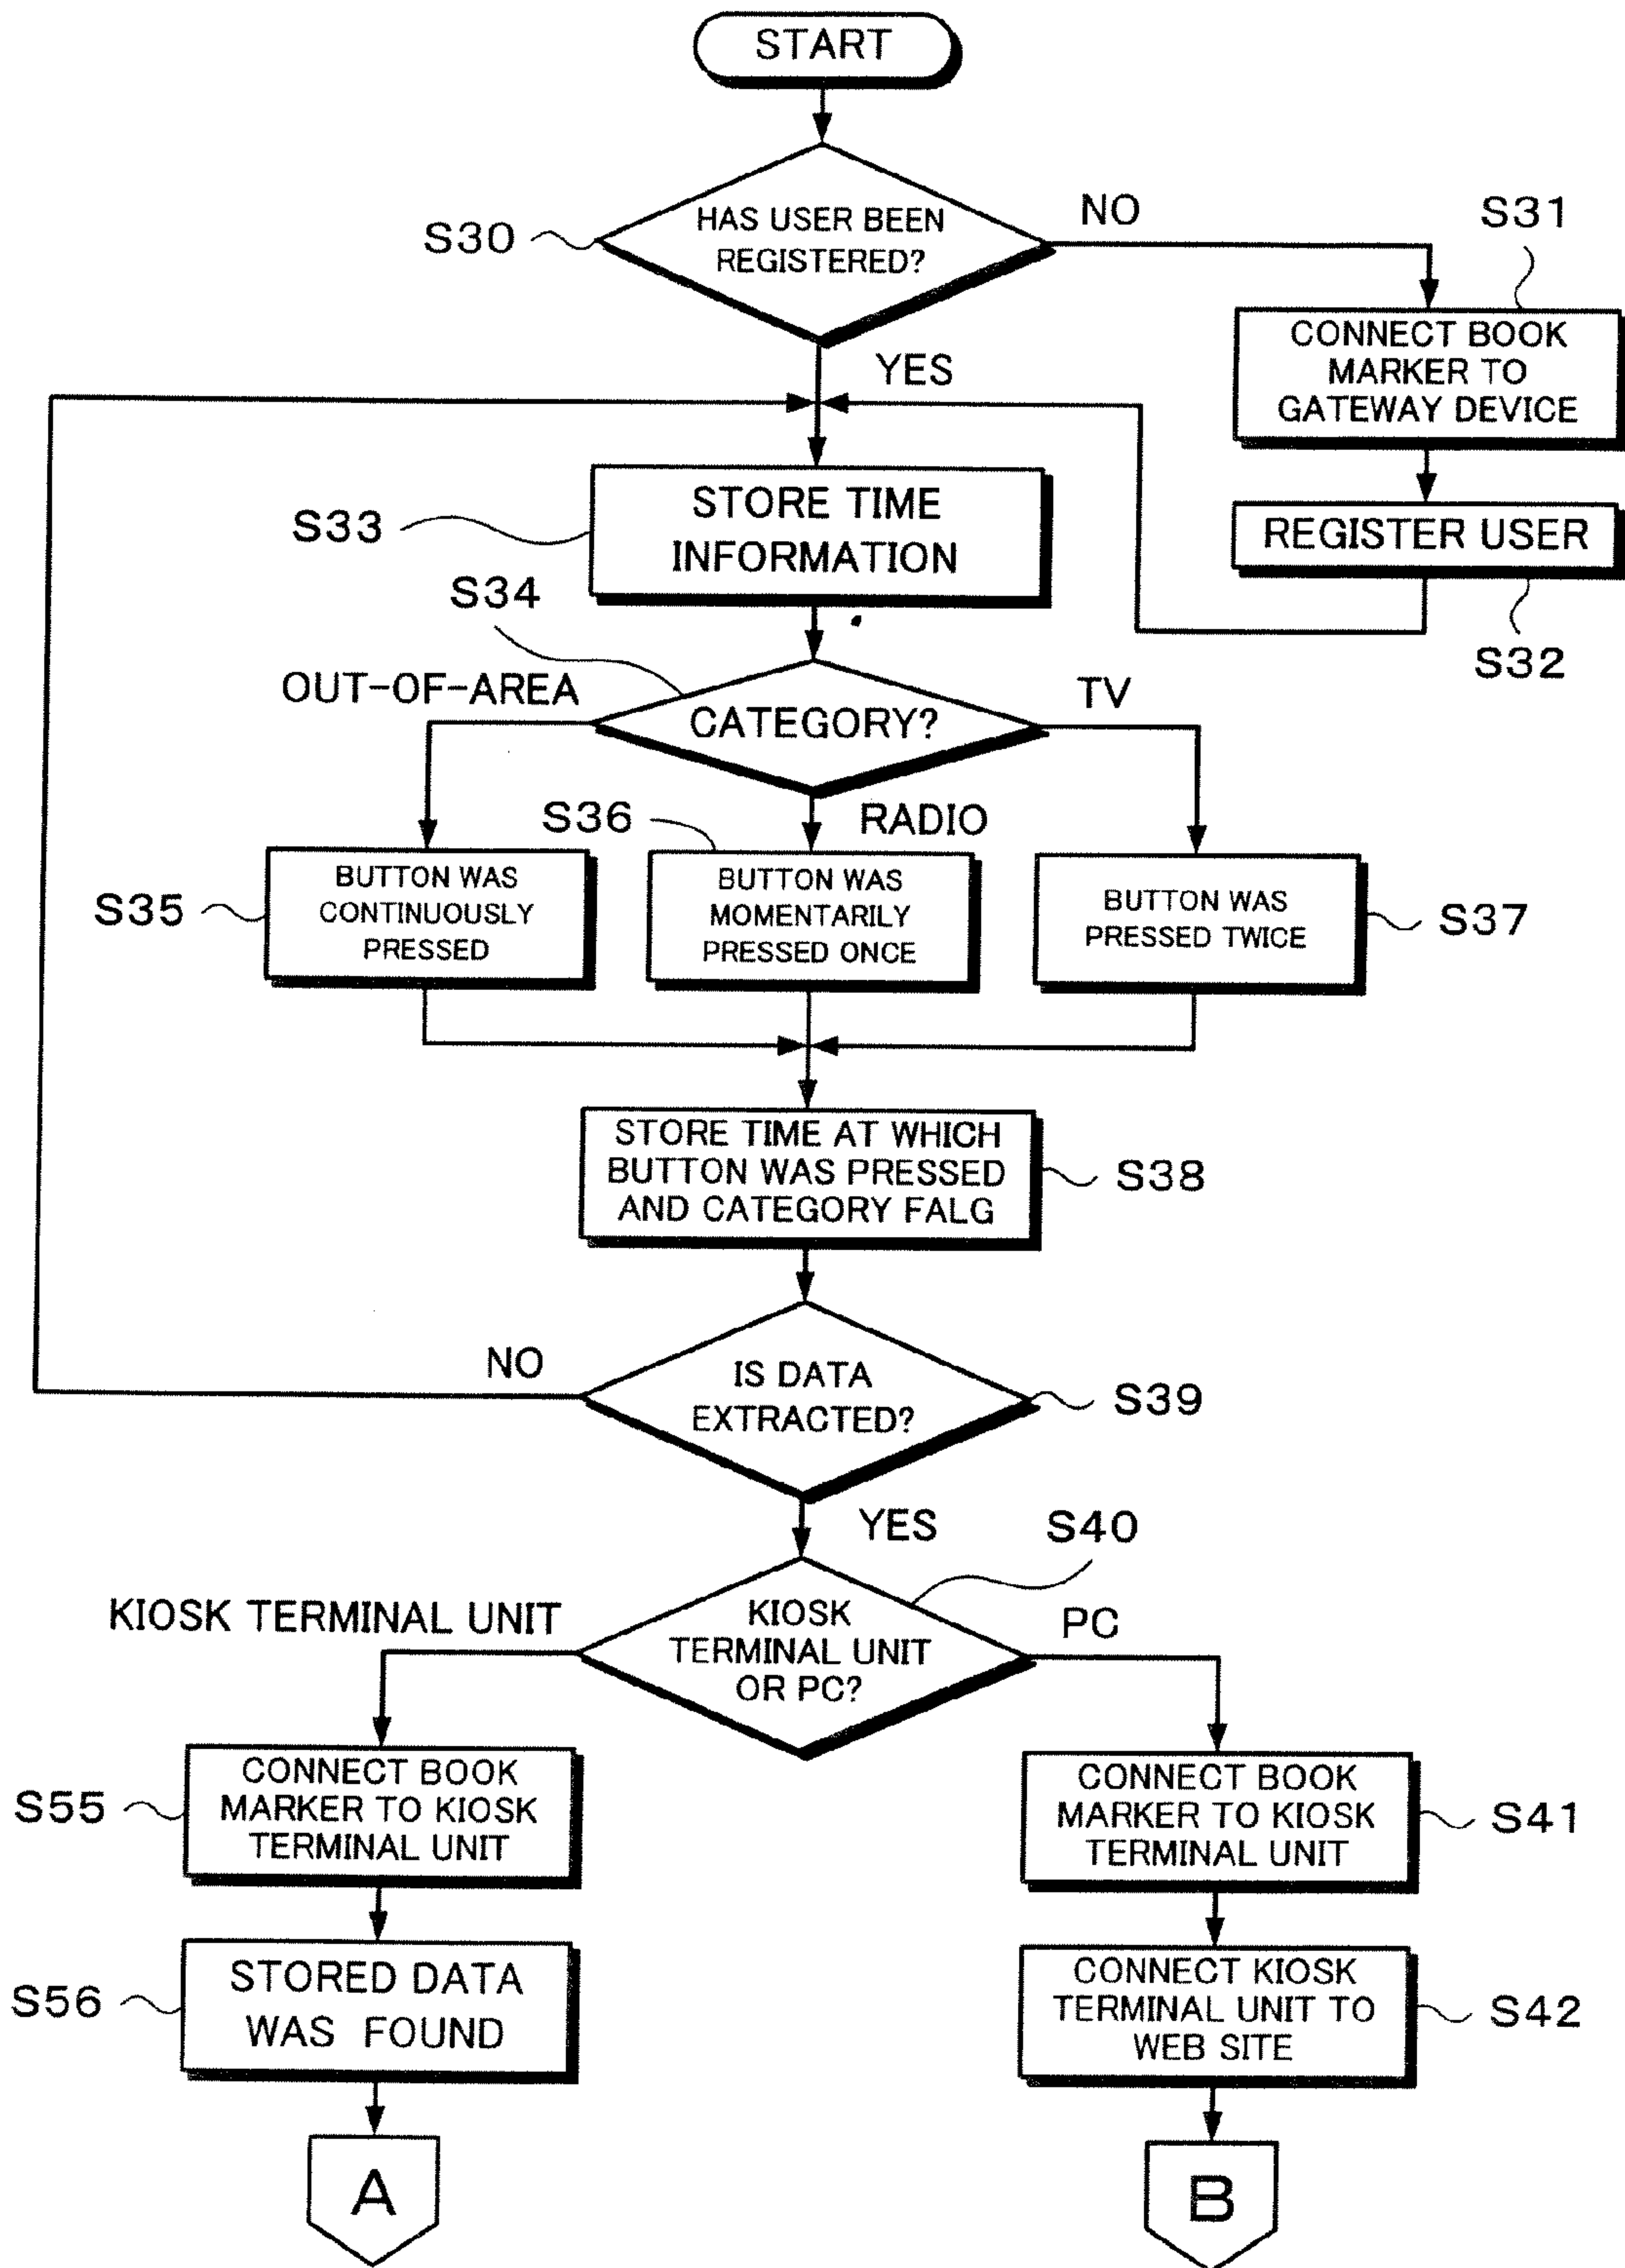 START
S30
HAS USER BEEN
REGISTERED?
NO
S31
CONNECT BOOK
MARKER TO
GATEWAY DEVICE
YES
REGISTER USER
S32
S33
STORE TIME
INFORMATION
S34
OUT-OF-AREA
CATEGORY?
TV
S36
RADIO
S35
BUTTON WAS
CONTINUOUSLY
PRESSED
BUTTON WAS
MOMENTARILY
PRESSED ONCE
BUTTON WAS
PRESSED TWICE
S37
STORE TIME AT WHICH
BUTTON WAS PRESSED
AND CATEGORY FALG
S38
NO
IS DATA
EXTRACTED?
S39
YES
S40
KIOSK TERMINAL UNIT
KIOSK
TERMINAL UNIT
OR PC?
PC
S55
CONNECT BOOK
MARKER TO KIOSK
TERMINAL UNIT
CONNECT BOOK
MARKER TO KIOSK
TERMINAL UNIT
S41
S56
STORED DATA
WAS FOUND
CONNECT KIOSK
TERMINAL UNIT TO
WEB SITE
S42
A
B